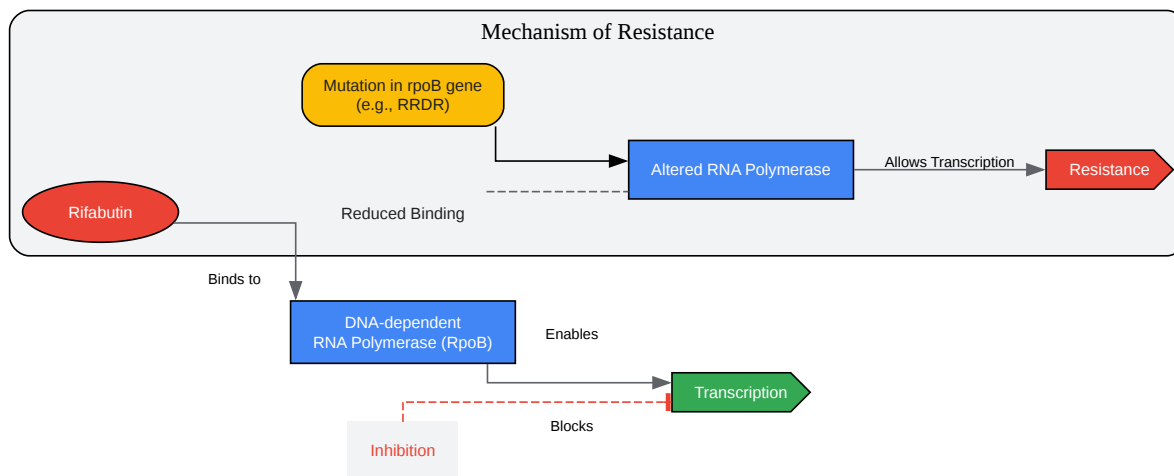 Mechanism of Resistance
Mutation in rpoB gene
(e.g., RRDR)
Altered RNA Polymerase
Allows Transcription
Resistance
Reduced Binding
Rifabutin
Binds to
DNA-dependent
RNA Polymerase (RpoB)
Enables
Transcription
Blocks
Inhibition